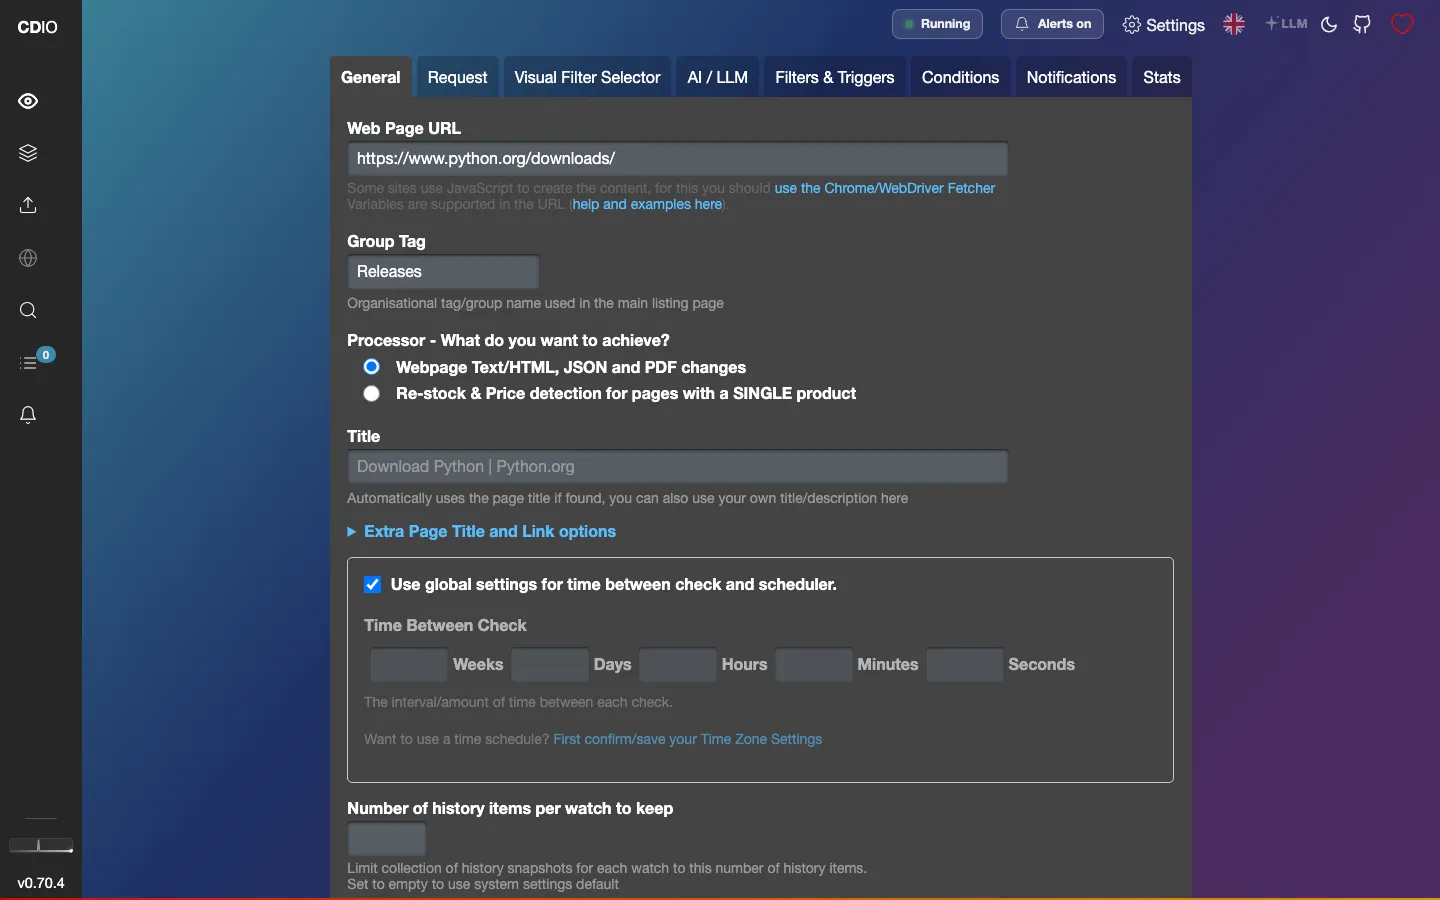 CDIO
Running
Alerts on
Settings
LLM
General
Request
Visual Filter Selector
AI / LLM
Filters & Triggers
Conditions
Notifications
Stats
Web Page URL
https://www.python.org/downloads/
Some sites use JavaScript to create the content, for this you should use the Chrome/WebDriver Fetcher
Variables are supported in the URL (help and examples here).
Group Tag
Releases
Organisational tag/group name used in the main listing page
0
Processor - What do you want to achieve?
Webpage Text/HTML, JSON and PDF changes
Re-stock & Price detection for pages with a SINGLE product
Title
Download Python | Python.org
Automatically uses the page title if found, you can also use your own title/description here
Extra Page Title and Link options
Use global settings for time between check and scheduler.
Time Between Check
Weeks Days Hours Minutes Seconds
The interval/amount of time between each check.
Want to use a time schedule? First confirm/save your Time Zone Settings
Number of history items per watch to keep
Limit collection of history snapshots for each watch to this number of history items.
Set to empty to use system settings default
v0.70.4